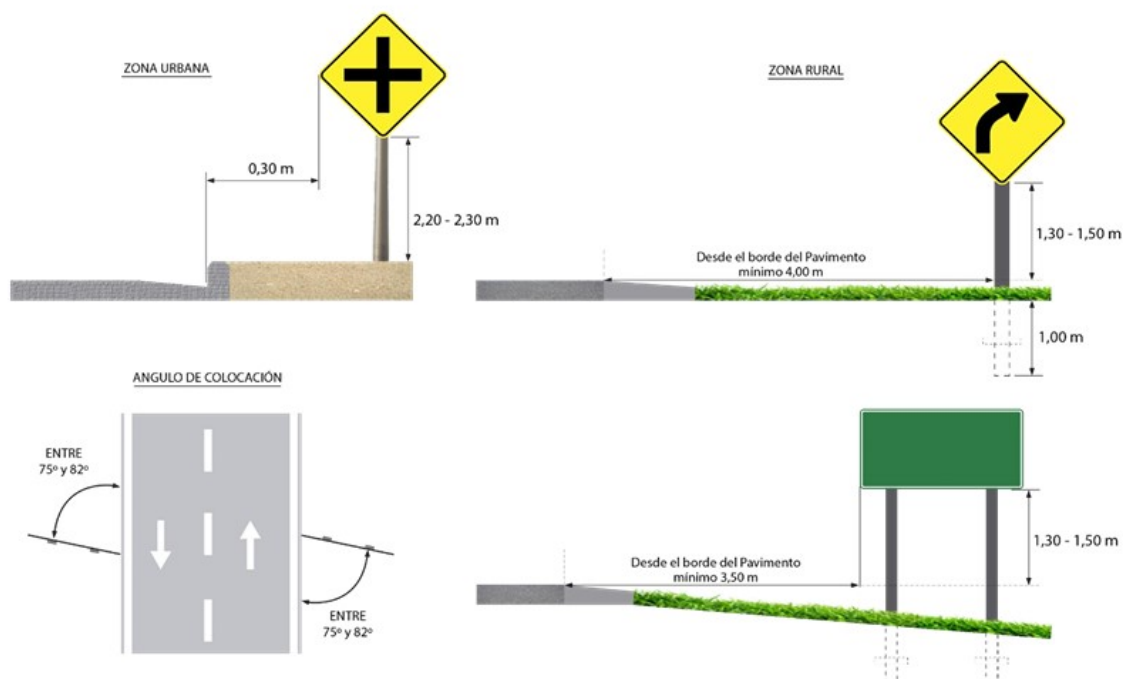 ZONA URBANA
0,30 m
2,20 - 2,30 m
ZONA RURAL
Desde el borde del Pavimento
mínimo 4,00 m
1,30 - 1,50 m
1,00 m
ANGULO DE COLOCACIÓN
ENTRE
75º y 82º
ENTRE
75º y 82º
Desde el borde del Pavimento
mínimo 3,50 m
1,30 - 1,50 m